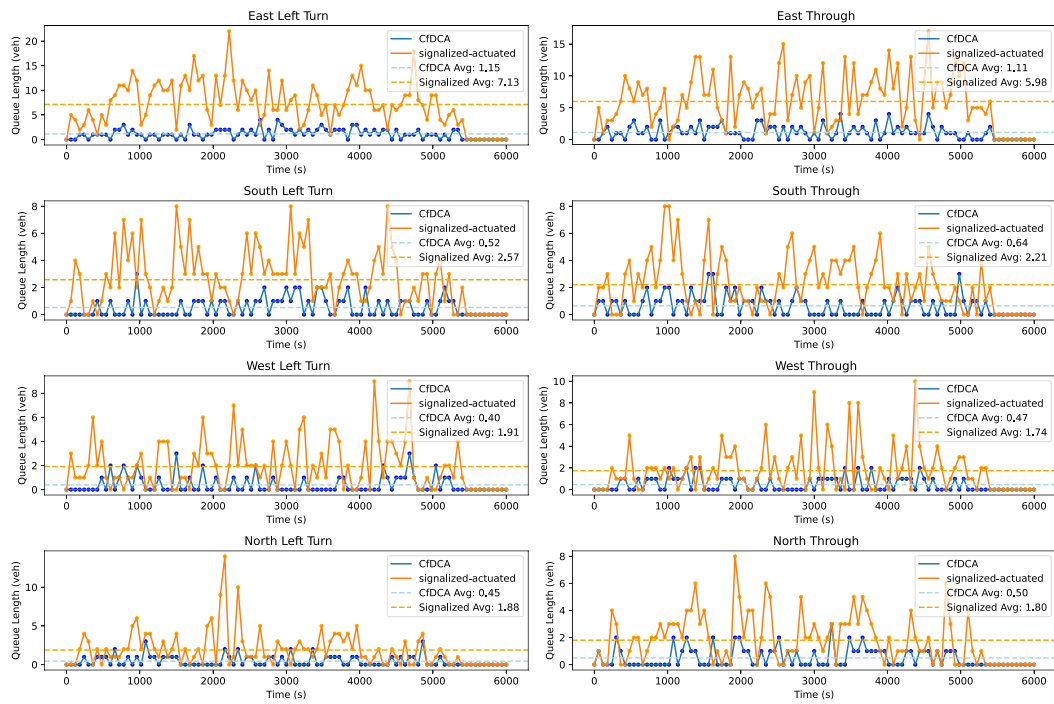 East Left Turn
Queue Length (veh)
20
15
10
5
0
0 1000 2000 3000 4000 5000 6000
Time (s)
CfDCA
signalized-actuated
CfDCA Avg: 1.15
Signalized Avg: 7.13
East Through
Queue Length (veh)
15
10
5
0
0 1000 2000 3000 4000 5000 6000
Time (s)
CfDCA
signalized-actuated
CfDCA Avg: 1.11
Signalized Avg: 5.98
South Left Turn
Queue Length (veh)
8
6
4
2
0
0 1000 2000 3000 4000 5000 6000
Time (s)
CfDCA
signalized-actuated
CfDCA Avg: 0.52
Signalized Avg: 2.57
South Through
Queue Length (veh)
8
6
4
2
0
0 1000 2000 3000 4000 5000 6000
Time (s)
CfDCA
signalized-actuated
CfDCA Avg: 0.64
Signalized Avg: 2.21
West Left Turn
Queue Length (veh)
8
6
4
2
0
0 1000 2000 3000 4000 5000 6000
Time (s)
CfDCA
signalized-actuated
CfDCA Avg: 0.40
Signalized Avg: 1.91
West Through
Queue Length (veh)
10
8
6
4
2
0
0 1000 2000 3000 4000 5000 6000
Time (s)
CfDCA
signalized-actuated
CfDCA Avg: 0.47
Signalized Avg: 1.74
North Left Turn
Queue Length (veh)
10
5
0
0 1000 2000 3000 4000 5000 6000
Time (s)
CfDCA
signalized-actuated
CfDCA Avg: 0.45
Signalized Avg: 1.88
North Through
Queue Length (veh)
8
6
4
2
0
0 1000 2000 3000 4000 5000 6000
Time (s)
CfDCA
signalized-actuated
CfDCA Avg: 0.50
Signalized Avg: 1.80